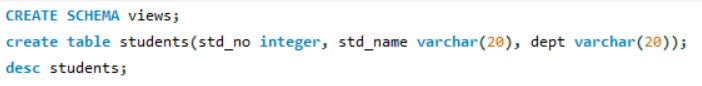 CREATE SCHEMA views;
create table students(std_no integer, std_name varchar(20), dept varchar(20));
desc students;